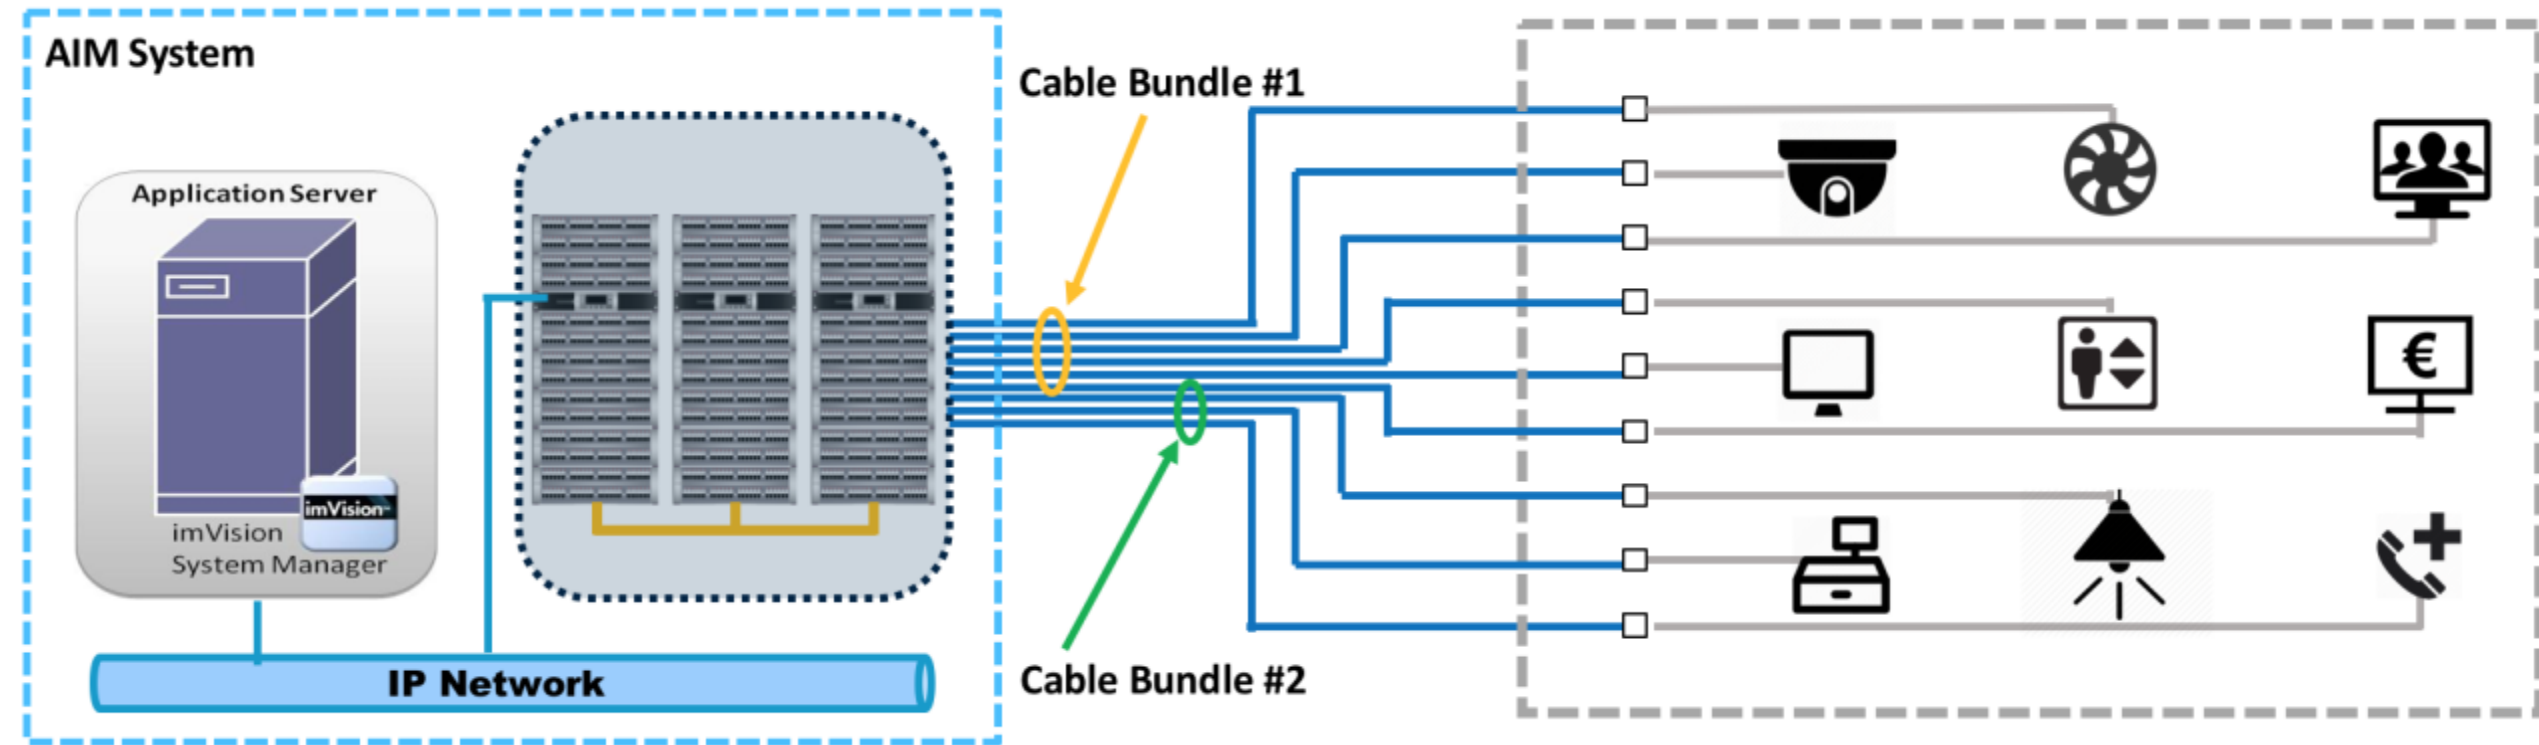 AIM System
Application Server
imVision
imVision
System Manager
IP Network
Cable Bundle #1
Cable Bundle #2
€